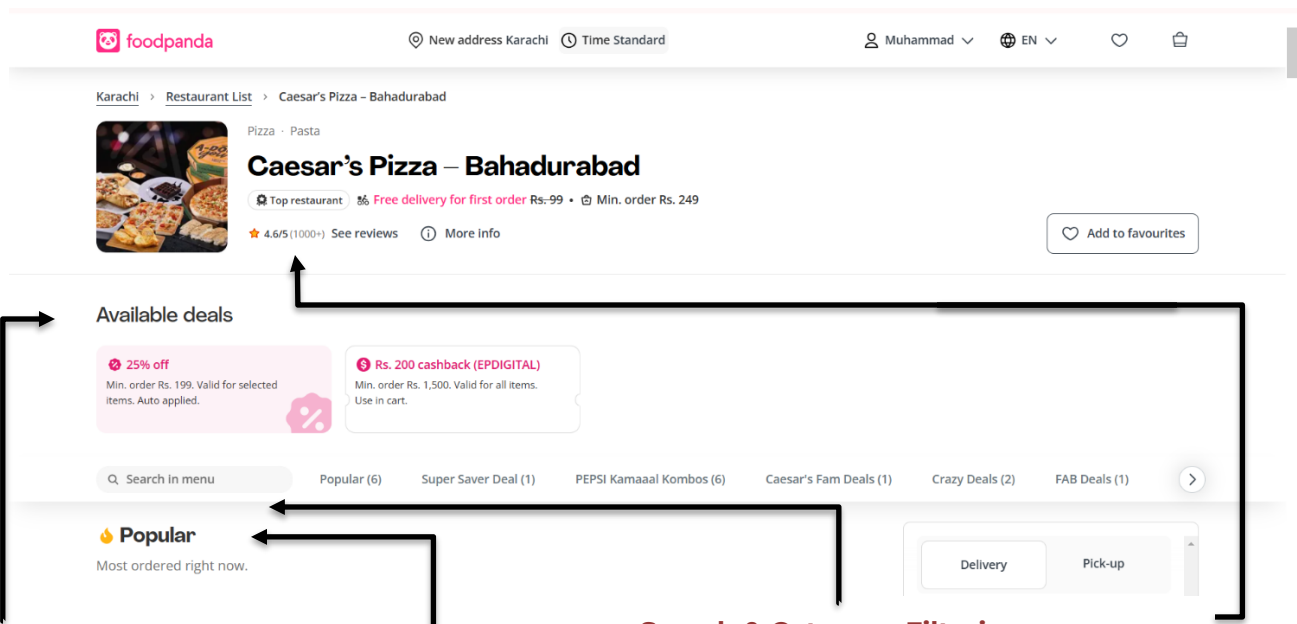 foodpanda
New address Karachi Time Standard
Muhammad EN
Karachi > Restaurant List > Caesar's Pizza – Bahadurabad
Pizza · Pasta
Caesar's Pizza – Bahadurabad
Top restaurant Free delivery for first order Rs. 99 • Min. order Rs. 249
4.6/5 (1000+) See reviews More info
Add to favourites
Available deals
25% off
Min. order Rs. 199. Valid for selected
items. Auto applied.
Rs. 200 cashback (EPDIGITAL)
Min. order Rs. 1,500. Valid for all items.
Use in cart.
Search in menu Popular (6) Super Saver Deal (1) PEPSI Kamaaal Kombos (6) Caesar's Fam Deals (1) Crazy Deals (2) FAB Deals (1)
Popular
Most ordered right now.
Delivery Pick-up